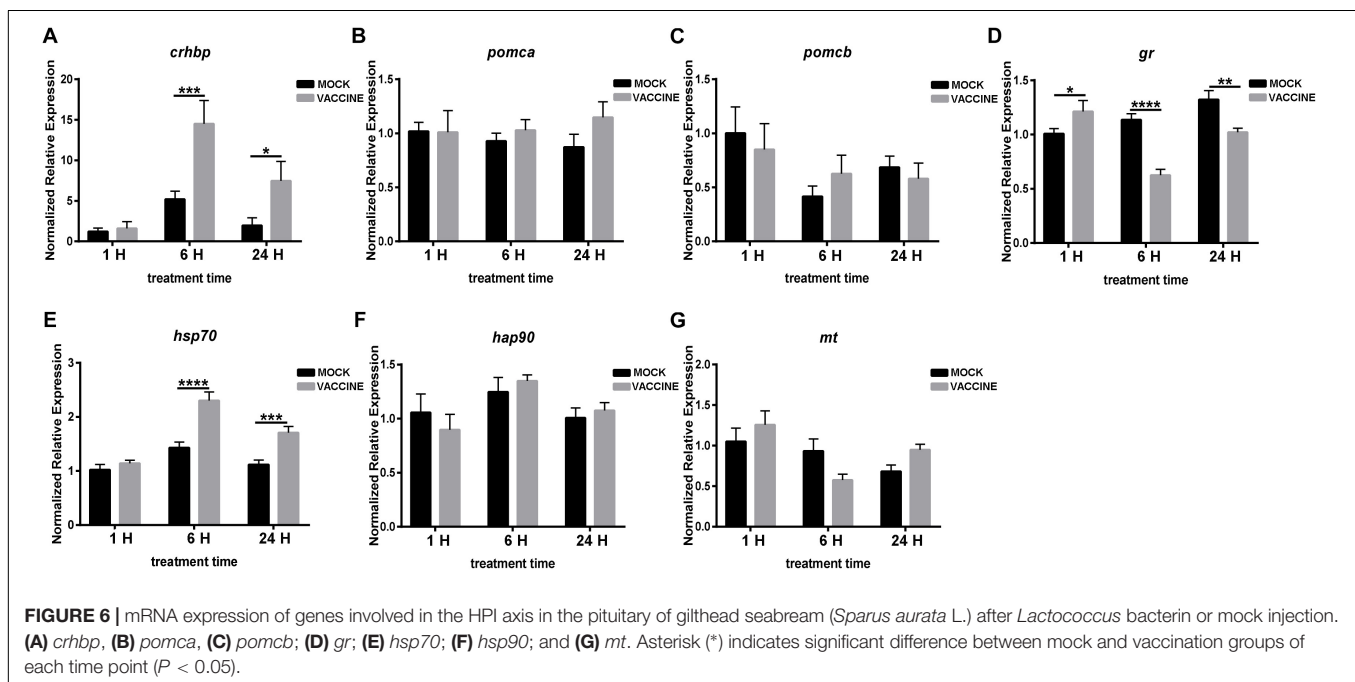 A
crhbp
Normalized Relative Expression
20
15
10
5
0
***
*
MOCK
VACCINE
1 H 6 H 24 H
treatment time
B
pomca
Normalized Relative Expression
1.5
1.0
0.5
0.0
MOCK
VACCINE
1 H 6 H 24 H
treatment time
C
pomcb
Normalized Relative Expression
1.5
1.0
0.5
0.0
MOCK
VACCINE
1 H 6 H 24 H
treatment time
D
gr
Normalized Relative Expression
1.5
1.0
0.5
0.0
*
****
**
MOCK
VACCINE
1 H 6 H 24 H
treatment time
E
hsp70
Normalized Relative Expression
3
2
1
0
****
***
MOCK
VACCINE
1 H 6 H 24 H
treatment time
F
hap90
Normalized Relative Expression
1.5
1.0
0.5
0.0
MOCK
VACCINE
1 H 6 H 24 H
treatment time
G
mt
Normalized Relative Expression
2.0
1.5
1.0
0.5
0.0
MOCK
VACCINE
1 H 6 H 24 H
treatment time
FIGURE 6 | mRNA expression of genes involved in the HPI axis in the pituitary of gilthead seabream (Sparus aurata L.) after Lactococcus bacterin or mock injection.
(A) crhbp, (B) pomca, (C) pomcb; (D) gr; (E) hsp70; (F) hsp90; and (G) mt. Asterisk (*) indicates significant difference between mock and vaccination groups of
each time point (P < 0.05).